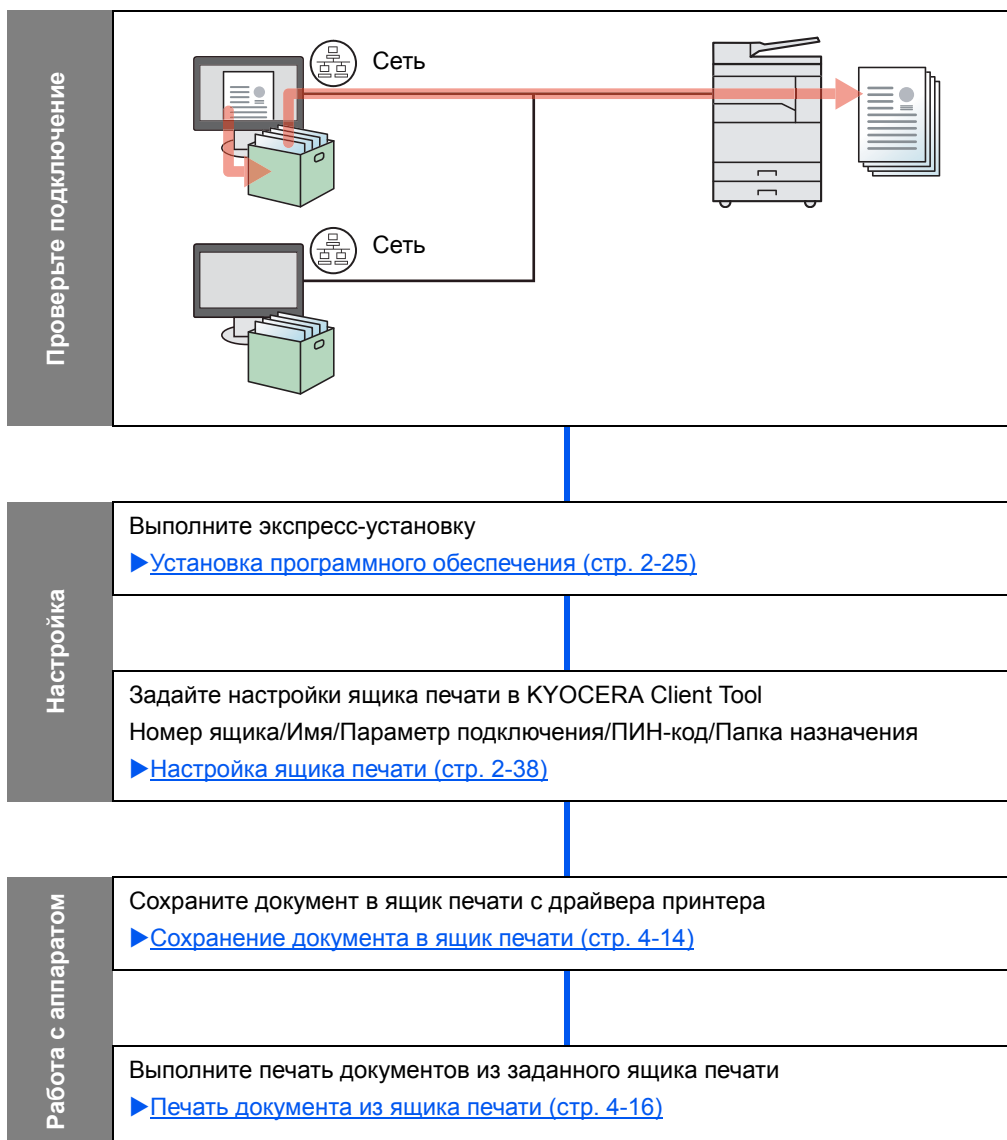 Проверьте подключение
Сеть
Сеть
Настройка
Выполните экспресс-установку
▶Установка программного обеспечения (стр. 2-25)
Задайте настройки ящика печати в KYOCERA Client Tool
Номер ящика/Имя/Параметр подключения/ПИН-код/Папка назначения
▶Настройка ящика печати (стр. 2-38)
Работа с аппаратом
Сохраните документ в ящик печати с драйвера принтера
▶Сохранение документа в ящик печати (стр. 4-14)
Выполните печать документов из заданного ящика печати
▶Печать документа из ящика печати (стр. 4-16)